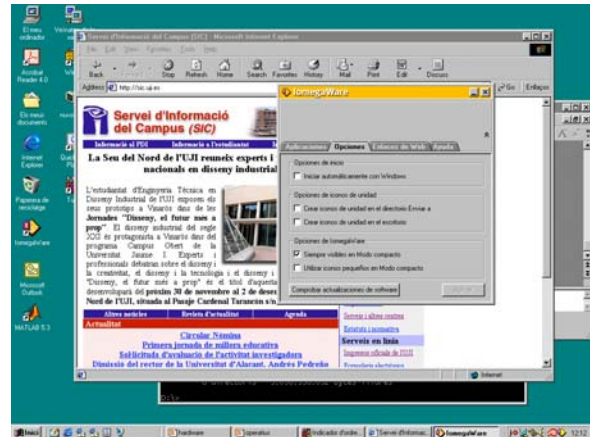 El meu
ordinador
Acrobat
Reader 4.0
Els meus
documents
Internet
Explorer
Paperera de
reciclatge
IomegaWare
Microsoft
Outlook
MATLAB 5.3
Servei d'Informació del Campus (SIC) - Microsoft Internet Explorer
File Edit View Favorites Tools Help
Back Stop Refresh Home Search Favorites History Mail Print Edit Discuss
Address http://sic.uji.es
Go Enllaços
Servei d'Informació
del Campus (SIC)
Informació al PDI Informació a l'estudiantat
La Seu del Nord de l'UJI reuneix experts i
nacionals en disseny industrial
L'estudiantat d'Enginyeria Tècnica en
Disseny Industrial de l'UJI exposen els
seus prototips a Vinaròs dins de les
Jornades "Disseny, el futur més a
prop". El disseny industrial del segle
XXI és protagonista a Vinaròs dins del
programa Campus Obert de la
Universitat Jaume I. Experts i
professionals debatran sobre el disseny i
la creativitat, el disseny i la tecnologia i el disseny i
"Disseny, el futur més a prop" és el títol d'aquesta
desenvoluparà del pròxim 30 de novembre al 2 de
Nord de l'UJI, situada al Pasaje Cardenal Tarancón s/n
Altres notícies Revista d'actualitat Agenda
Actualitat
Circular Nòmina
Primera jornada de millora educativa
Sol·licituds d'avaluació de l'activitat investigadora
Dimissió del rector de la Universitat d'Alacant, Andrés Pedreño
Serveis i altres centres
Estatuts i normativa
Serveis en línia
Impresos oficials de l'UJI
Internet
IomegaWare
Aplicaciones Opciones Enlaces de Web Ayuda
Opciones de inicio
Iniciar automáticamente con Windows
Opciones de iconos de unidad
Crear iconos de unidad en el directorio Enviar a
Crear iconos de unidad en el escritorio
Opciones de IomegaWare
Siempre visibles en Modo compacto
Utilizar iconos pequeños en Modo compacto
Comprobar actualizaciones de software
D:\>
Inici hardware operatius Indicador d'ordre... Servei d'Informac... IomegaWare 12:12